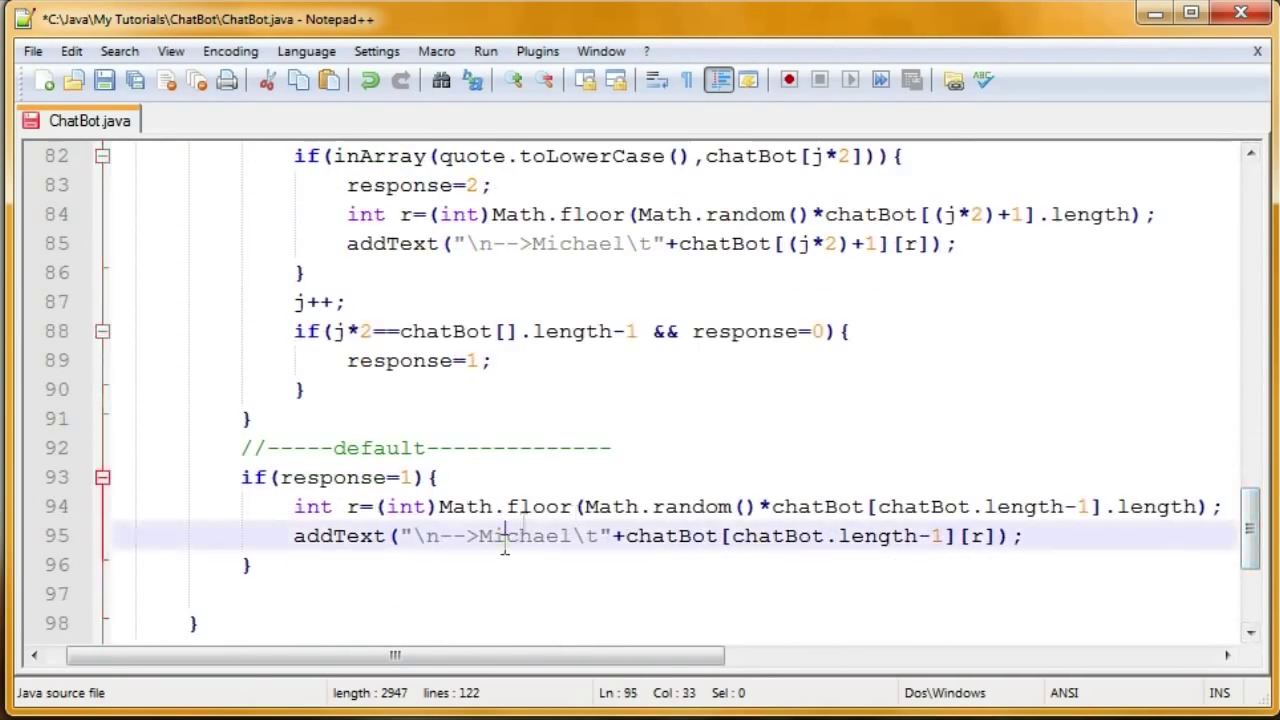 *C:\Java\My Tutorials\ChatBot\ChatBot.java - Notepad++
File Edit Search View Encoding Language Settings Macro Run Plugins Window ? X
ABC
ChatBot.java
82 if(inArray(quote.toLowerCase(),chatBot[j*2])){
83 response=2;
84 int r=(int)Math.floor(Math.random()*chatBot[(j*2)+1].length);
85 addText("\n-->Michael\t"+chatBot[(j*2)+1][r]);
86 }
87 j++;
88 if(j*2==chatBot[].length-1 && response=0){
89 response=1;
90 }
91 }
92 //-----default--------------
93 if(response=1){
94 int r=(int)Math.floor(Math.random()*chatBot[chatBot.length-1].length);
95 addText("\n-->Michael\t"+chatBot[chatBot.length-1][r]);
96 }
97
98 }
Java source file length : 2947 lines : 122 Ln : 95 Col : 33 Sel : 0 Dos\Windows ANSI INS